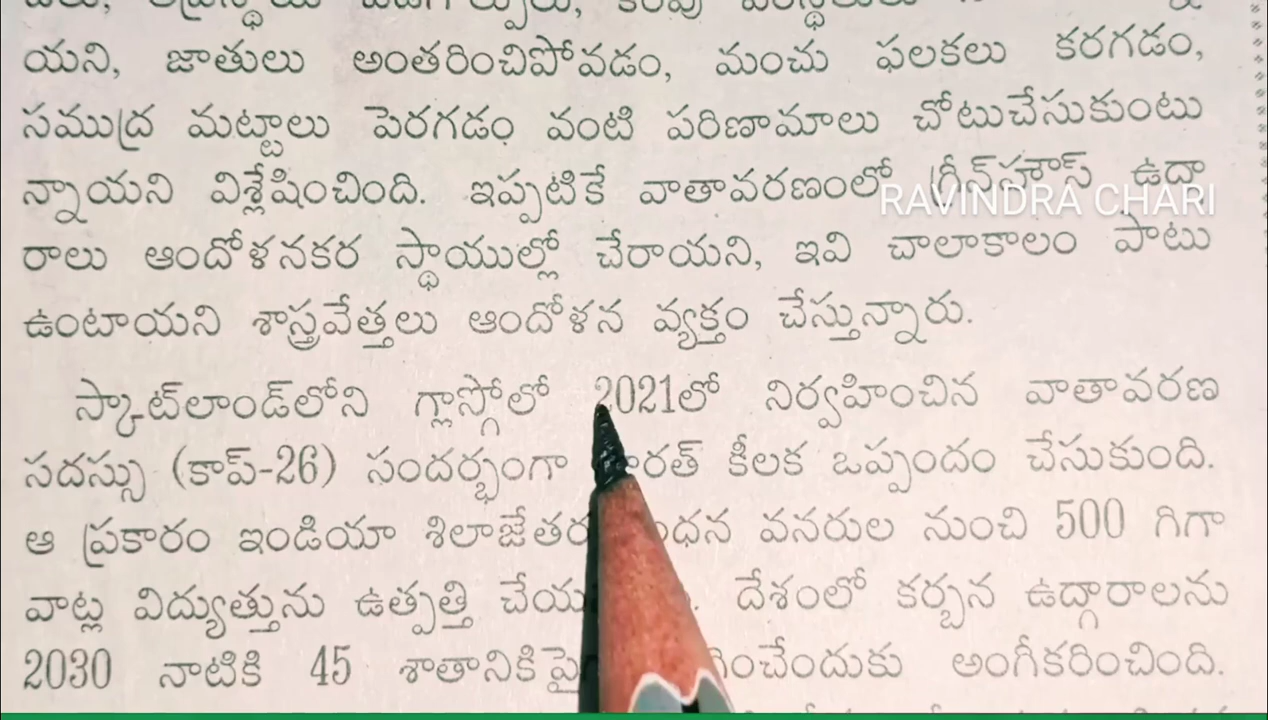 యని, జాతులు అంతరించిపోవడం, మంచు ఫలకలు కరగడం,
సముద్ర మట్టాలు పెరగడం వంటి పరిణామాలు చోటుచేసుకుంటు
న్నాయని విశ్లేషించింది. ఇప్పటికే వాతావరణంలో గ్రీన్‌హౌస్ ఉద్గా
RAVINDRA CHARI
రాలు ఆందోళనకర స్థాయుల్లో చేరాయని, ఇవి చాలాకాలం పాటు
ఉంటాయని శాస్త్రవేత్తలు ఆందోళన వ్యక్తం చేస్తున్నారు.
స్కాట్‌లాండ్‌లోని గ్లాస్గోలో 2021లో నిర్వహించిన వాతావరణ
సదస్సు (కాప్-26) సందర్భంగా భారత్ కీలక ఒప్పందం చేసుకుంది.
ఆ ప్రకారం ఇండియా శిలాజేతర వనరుల నుంచి 500 గిగా
వాట్ల విద్యుత్తును ఉత్పత్తి దేశంలో కర్బన ఉద్గారాలను
2030 నాటికి 45 శాతానికిపై అంగీకరించింది.